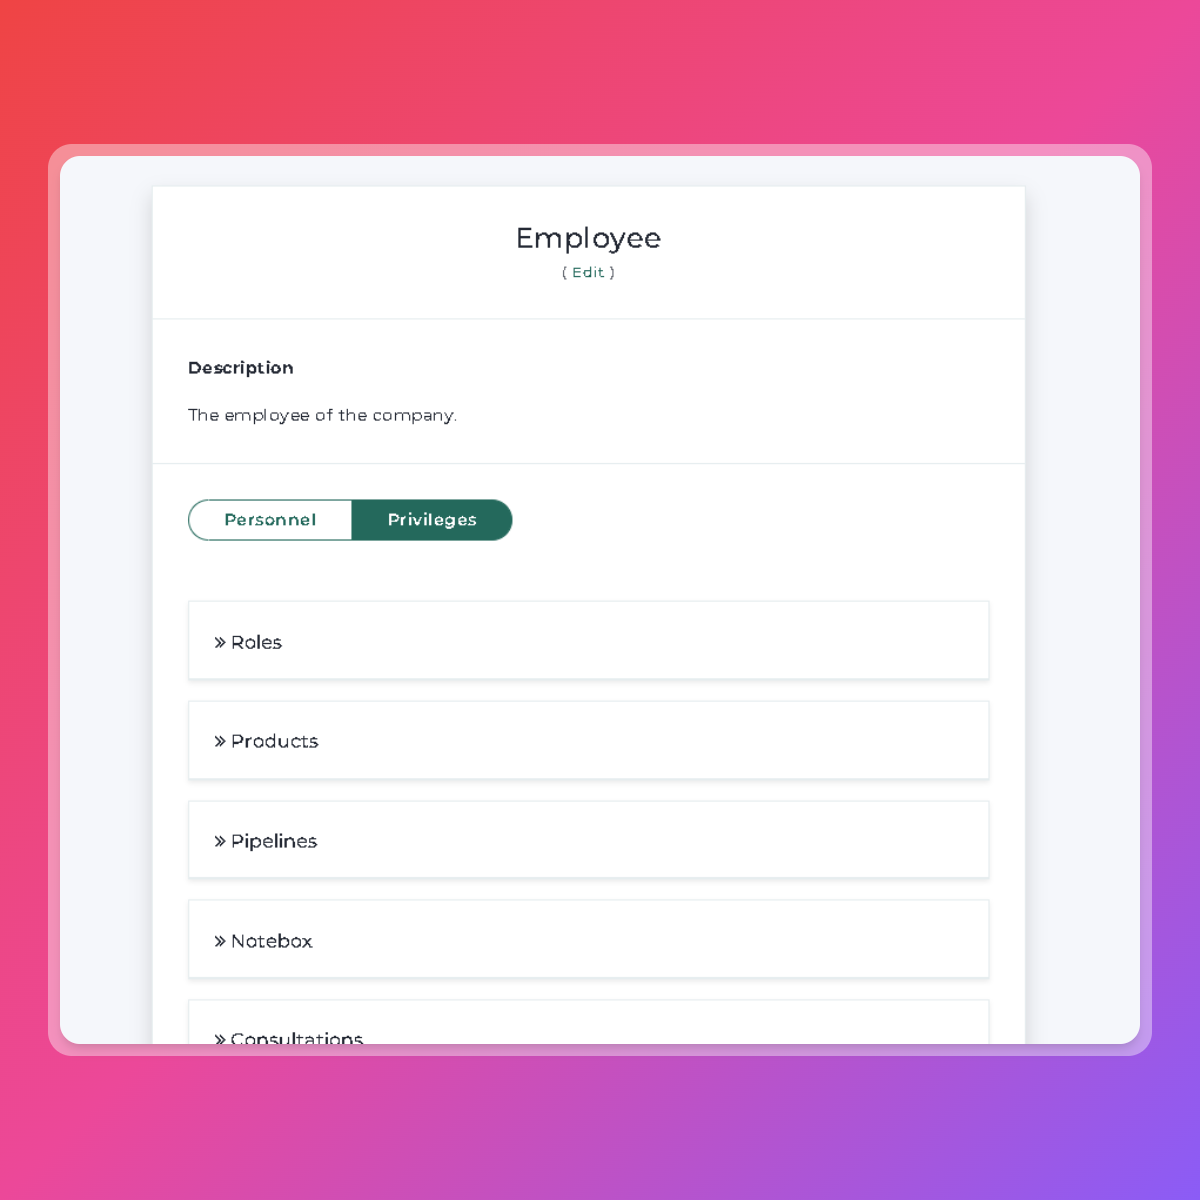 Employee
( Edit )
Description
The employee of the company.
Personnel
Privileges
» Roles
» Products
» Pipelines
» Notebox
» Consultations